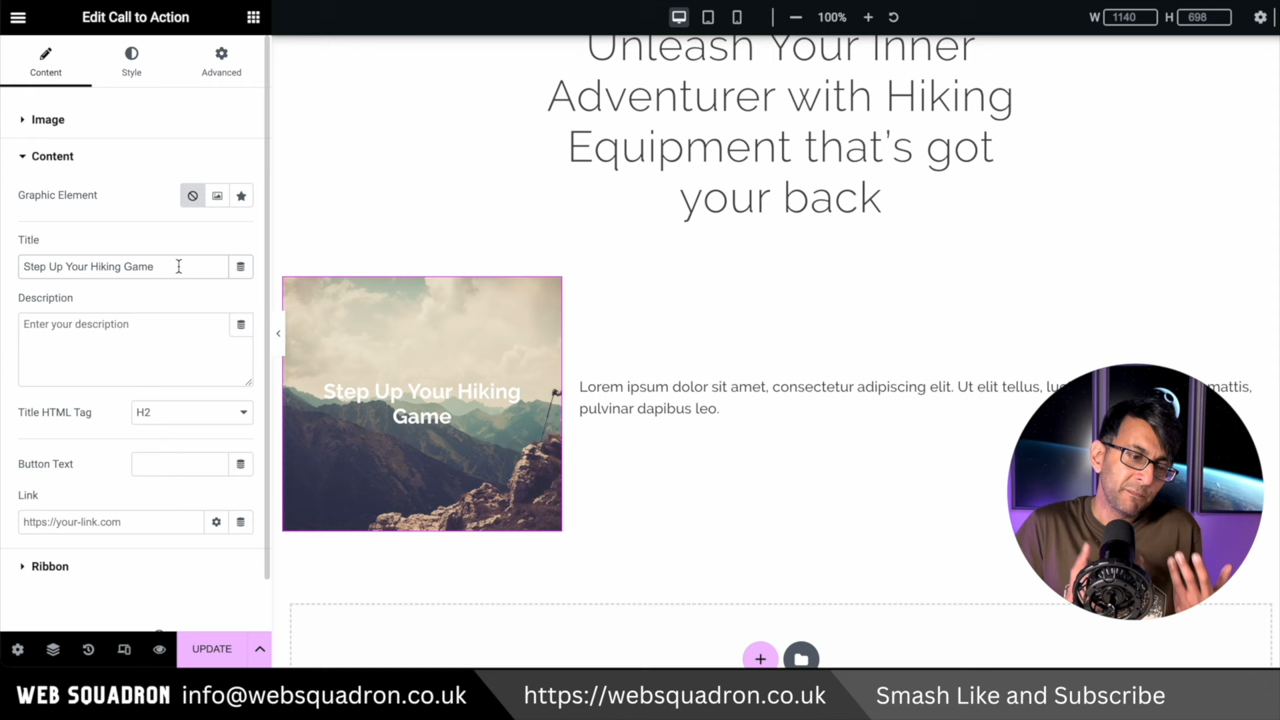 Edit Call to Action
100%
W 1140 H 698
Content Style Advanced
Image
Content
Graphic Element
Title
Step Up Your Hiking Game
Description
Enter your description
Title HTML Tag H2
Button Text
Link
https://your-link.com
Ribbon
UPDATE
Unleash Your Inner
Adventurer with Hiking
Equipment that's got
your back
Step Up Your Hiking
Game
Lorem ipsum dolor sit amet, consectetur adipiscing elit. Ut elit tellus, mattis,
pulvinar dapibus leo.
WEB SQUADRON info@websquadron.co.uk https://websquadron.co.uk Smash Like and Subscribe